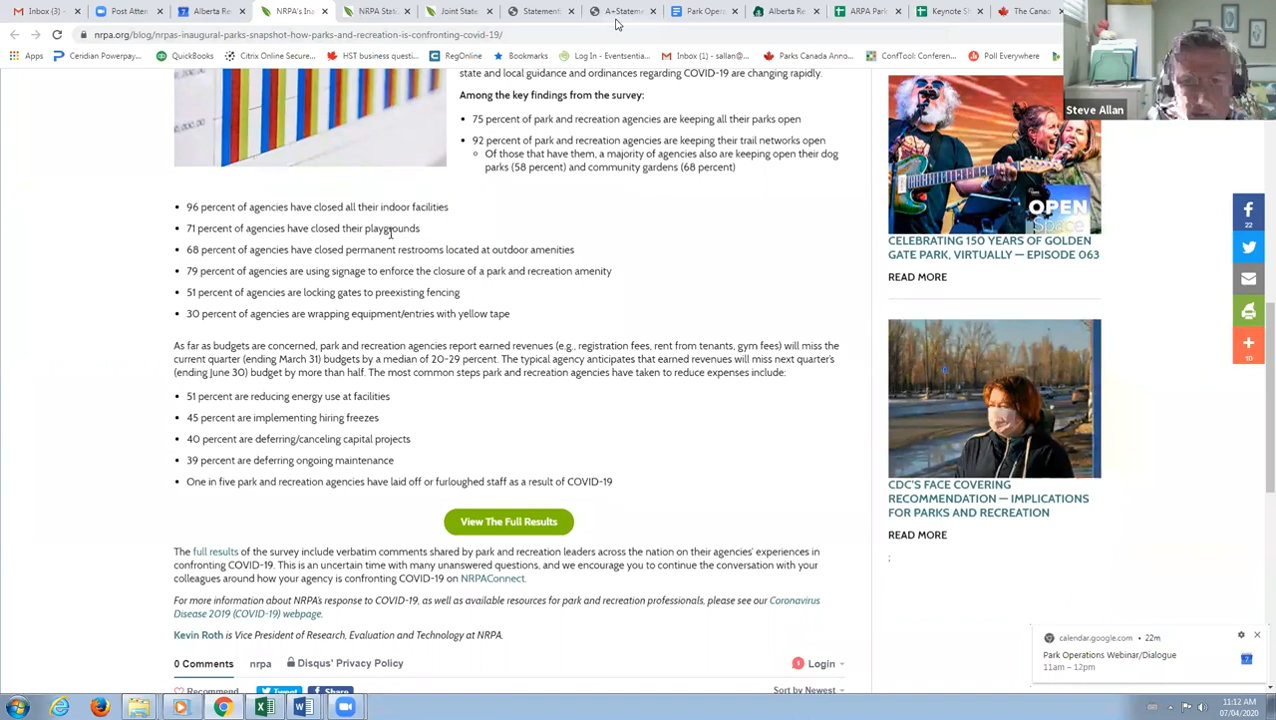 Inbox (3) -
Post Atten
Alberta Re
NRPA's Ina
NRPA State
Joint State
Statement
A+Stateme
Park Opera
Alberta Re
ARPA Park
Keynote S
The Canad
nrpa.org/blog/nrpas-inaugural-parks-snapshot-how-parks-and-recreation-is-confronting-covid-19/
Apps
Ceridian Powerpay...
QuickBooks
Citrix Online Secure...
HST business questi...
RegOnline
Bookmarks
Log In - Eventsentia...
Inbox (17) - sallan@...
Parks Canada Anno...
ConfTool: Conferen...
Poll Everywhere
Steve Allan
state and local guidance and ordinances regarding COVID-19 are changing rapidly.
Among the key findings from the survey:
• 75 percent of park and recreation agencies are keeping all their parks open
• 92 percent of park and recreation agencies are keeping their trail networks open
Of those that have them, a majority of agencies also are keeping open their dog
parks (58 percent) and community gardens (68 percent)
• 96 percent of agencies have closed all their indoor facilities
• 71 percent of agencies have closed their playgrounds
• 68 percent of agencies have closed permanent restrooms located at outdoor amenities
• 79 percent of agencies are using signage to enforce the closure of a park and recreation amenity
• 51 percent of agencies are locking gates to preexisting fencing
• 30 percent of agencies are wrapping equipment/entries with yellow tape
As far as budgets are concerned, park and recreation agencies report earned revenues (e.g., registration fees, rent from tenants, gym fees) will miss the
current quarter (ending March 31) budgets by a median of 20-29 percent. The typical agency anticipates that earned revenues will miss next quarter's
(ending June 30) budget by more than half. The most common steps park and recreation agencies have taken to reduce expenses include:
• 51 percent are reducing energy use at facilities
• 45 percent are implementing hiring freezes
• 40 percent are deferring/canceling capital projects
• 39 percent are deferring ongoing maintenance
• One in five park and recreation agencies have laid off or furloughed staff as a result of COVID-19
View The Full Results
The full results of the survey include verbatim comments shared by park and recreation leaders across the nation on their agencies' experiences in
confronting COVID-19. This is an uncertain time with many unanswered questions, and we encourage you to continue the conversation with your
colleagues around how your agency is confronting COVID-19 on NRPAConnect.
For more information about NRPA's response to COVID-19, as well as available resources for park and recreation professionals, please see our Coronavirus
Disease 2019 (COVID-19) webpage.
Kevin Roth is Vice President of Research, Evaluation and Technology at NRPA.
0 Comments
nrpa
Disqus' Privacy Policy
1
Login
Recommend
Tweet
Share
Sort by Newest
OPEN
SPACE
CELEBRATING 150 YEARS OF GOLDEN
GATE PARK, VIRTUALLY — EPISODE 063
READ MORE
CDC'S FACE COVERING
RECOMMENDATION — IMPLICATIONS
FOR PARKS AND RECREATION
READ MORE
;
22
10
calendar.google.com • 22m
Park Operations Webinar/Dialogue
11am – 12pm
11:12 AM
07/04/2020